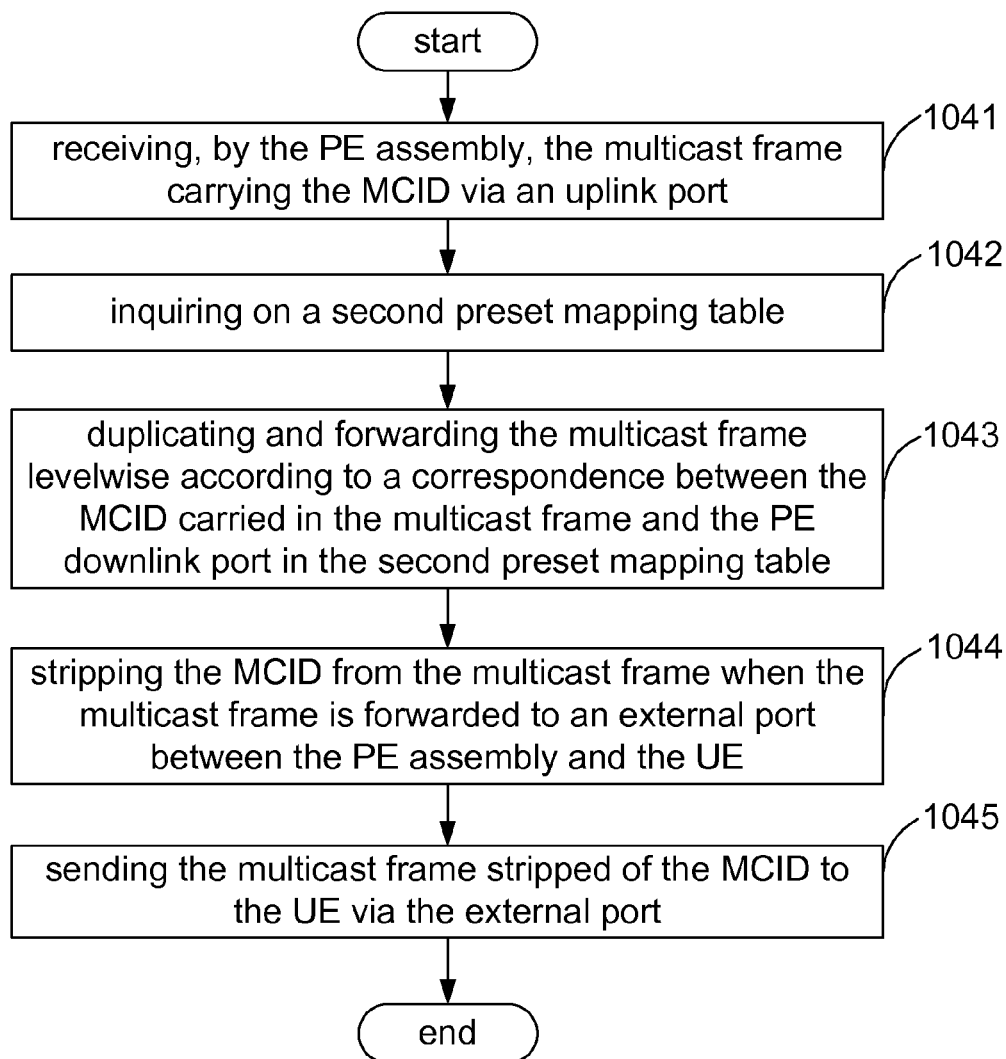 start
1041
receiving, by the PE assembly, the multicast frame
carrying the MCID via an uplink port
1042
inquiring on a second preset mapping table
1043
duplicating and forwarding the multicast frame
levelwise according to a correspondence between the
MCID carried in the multicast frame and the PE
downlink port in the second preset mapping table
1044
stripping the MCID from the multicast frame when the
multicast frame is forwarded to an external port
between the PE assembly and the UE
1045
sending the multicast frame stripped of the MCID to
the UE via the external port
end